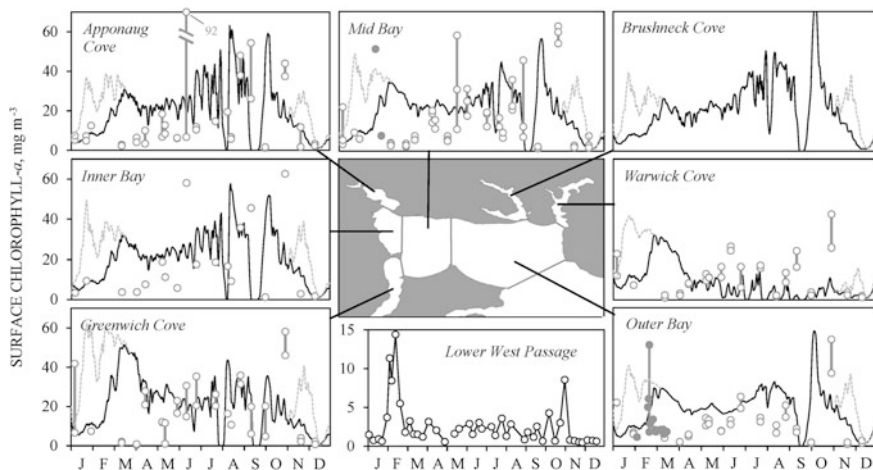 SURFACE CHLOROPHYLL-a, mg m⁻³
Apponaug
Cove
92
60
40
20
0
Mid Bay
Brushneck Cove
Inner Bay
60
40
20
0
Warwick Cove
Greenwich Cove
60
40
20
0
J F M A M J J A S O N D
Lower West Passage
15
10
5
0
J F M A M J J A S O N D
Outer Bay
J F M A M J J A S O N D